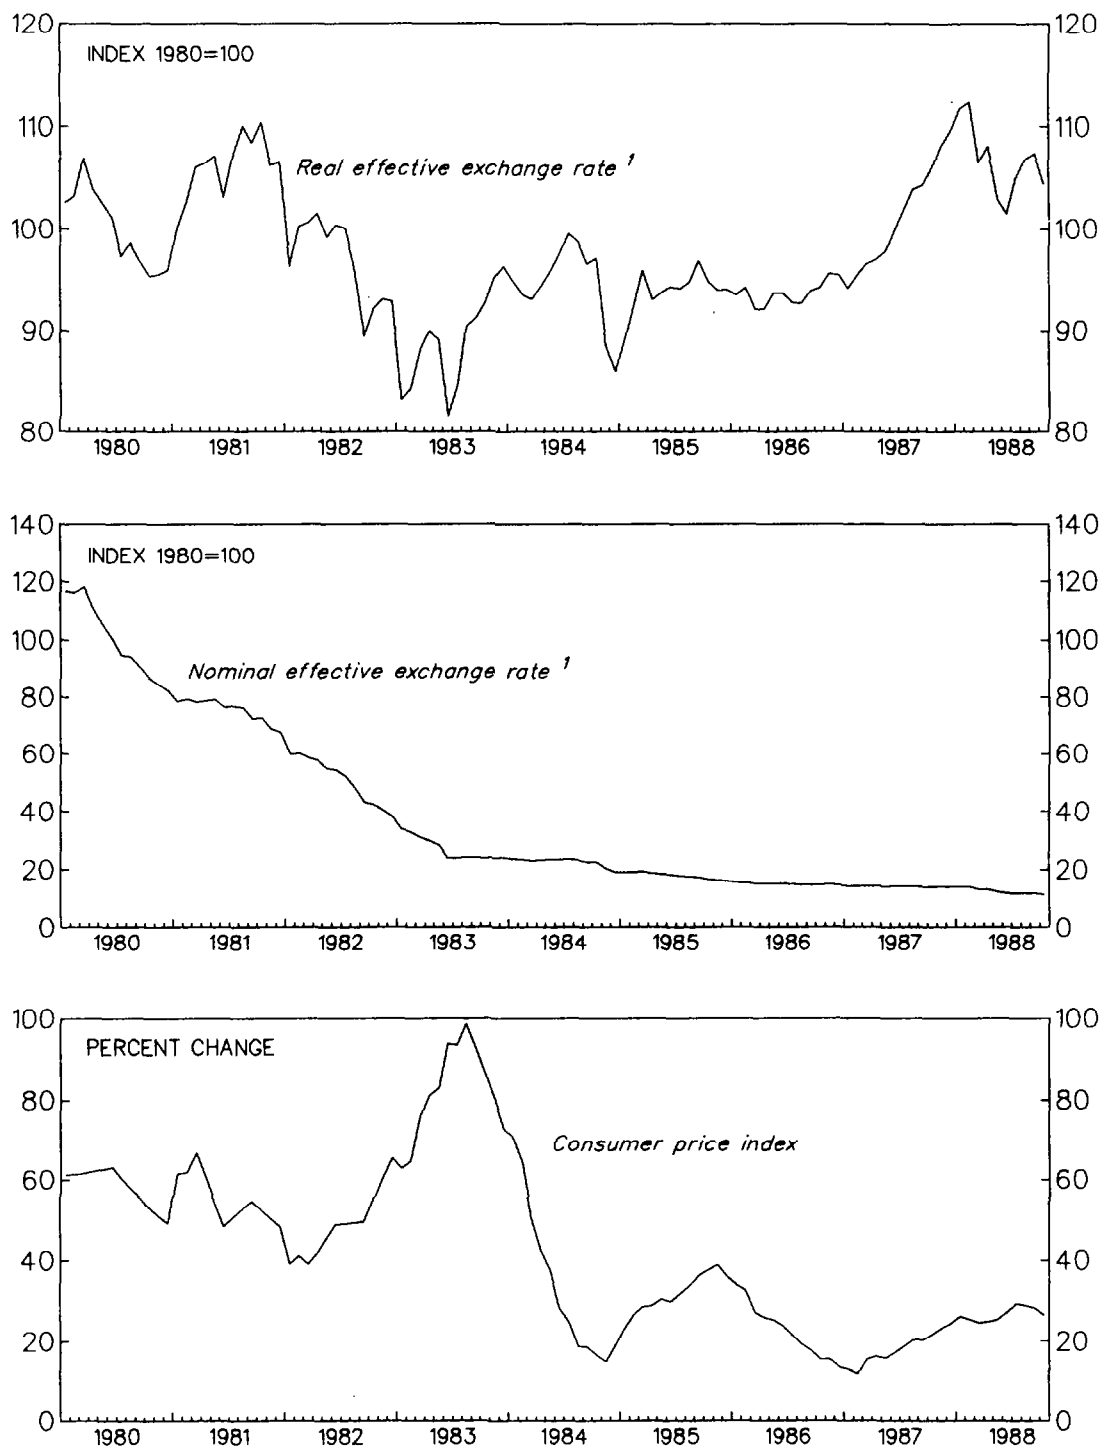 120 120
INDEX 1980=100
110 110
Real effective exchange rate 1
100 100
90 90
80 80
1980 1981 1982 1983 1984 1985 1986 1987 1988
140 140
INDEX 1980=100
120 120
100 100
Nominal effective exchange rate 1
80 80
60 60
40 40
20 20
0 0
1980 1981 1982 1983 1984 1985 1986 1987 1988
100 100
PERCENT CHANGE
80 80
Consumer price index
60 60
40 40
20 20
0 0
1980 1981 1982 1983 1984 1985 1986 1987 1988